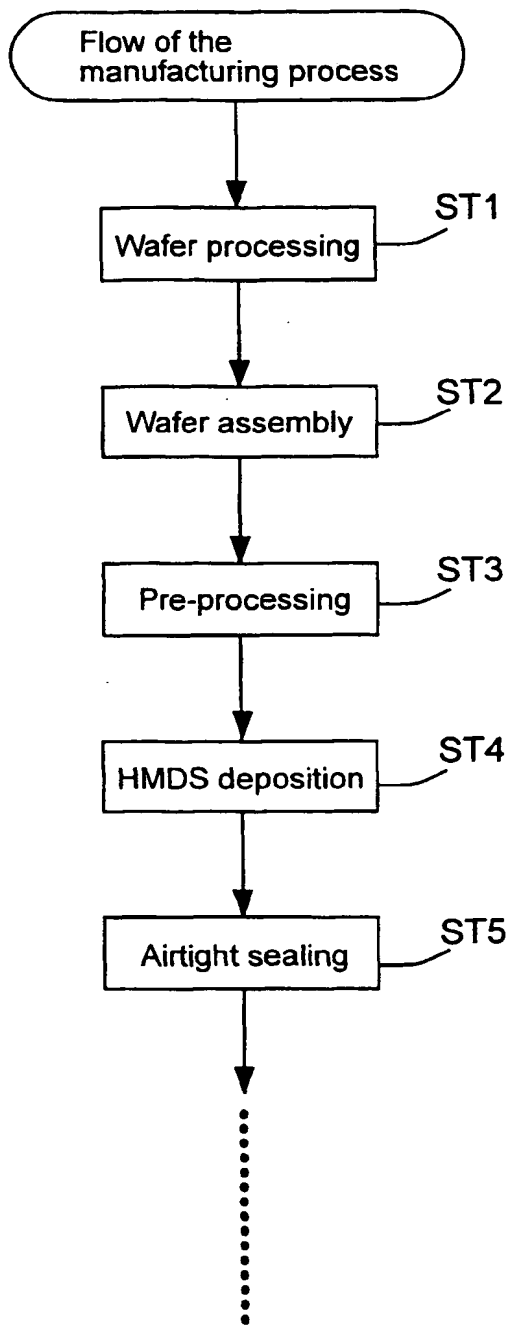 Flow of the
manufacturing process
ST1
Wafer processing
ST2
Wafer assembly
ST3
Pre-processing
ST4
HMDS deposition
ST5
Airtight sealing